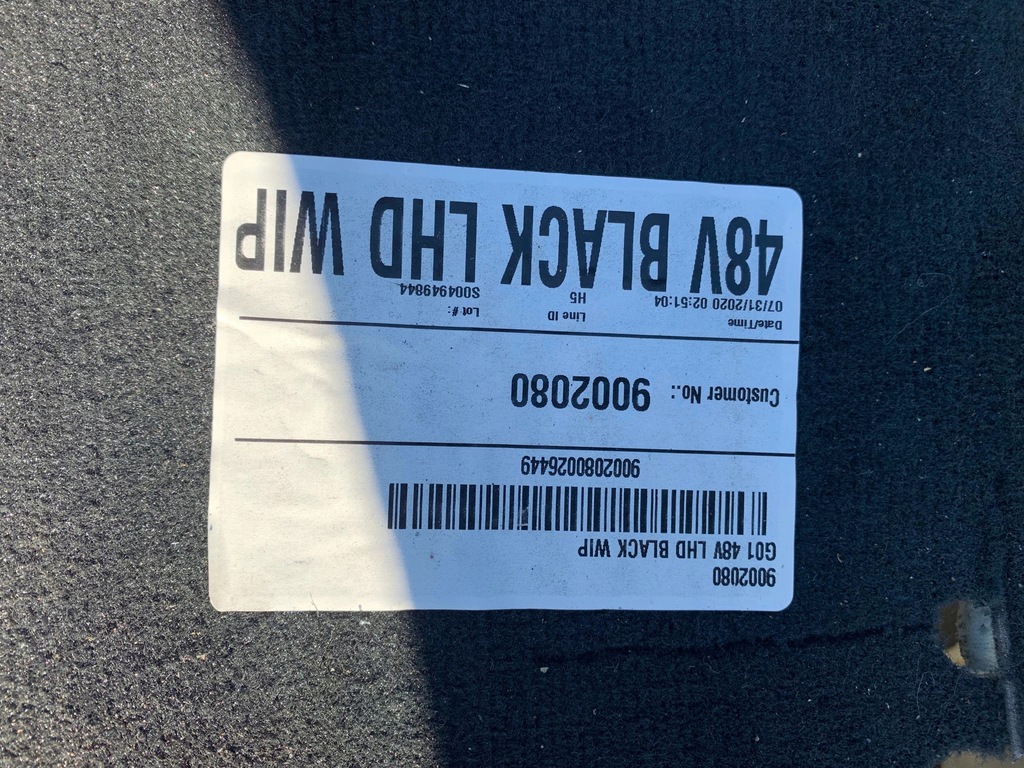 9002080
G01 48V LHD BLACK WIP
9002080026449
Customer No.: 9002080
Date/Time Line ID Lot #:
07/31/2020 02:51:04 H5 S004949844
48V BLACK LHD WIP